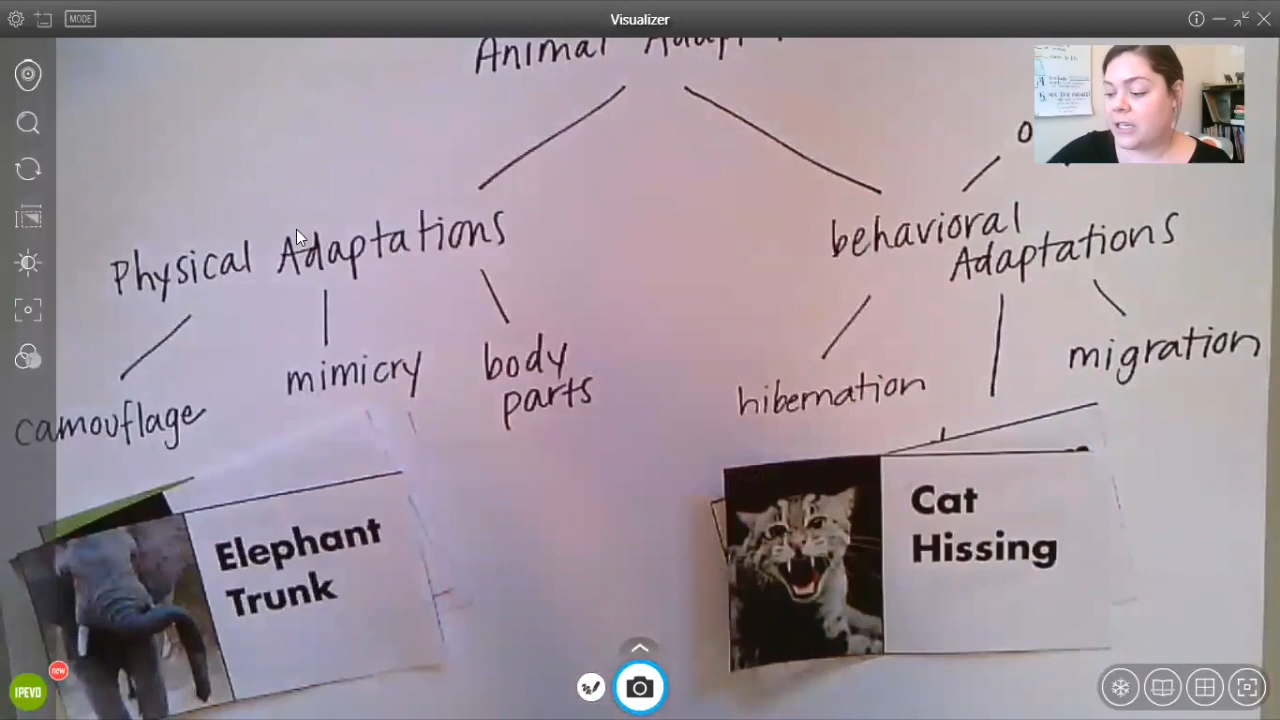 MODE
Visualizer
Animal
Physical Adaptations
behavioral
Adaptations
camouflage
mimicry
body
parts
hibernation
migration
Elephant
Trunk
Cat
Hissing
new
IPEVO